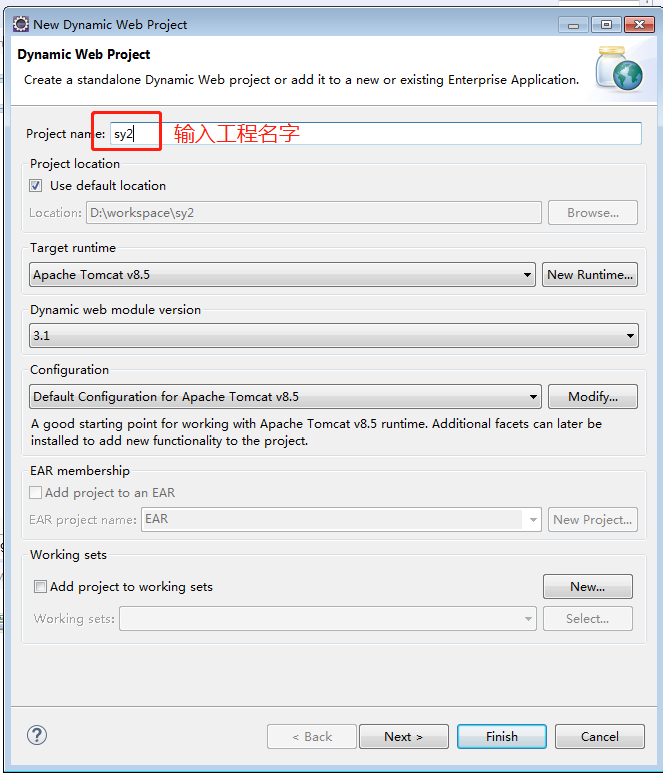 New Dynamic Web Project
Dynamic Web Project
Create a standalone Dynamic Web project or add it to a new or existing Enterprise Application.
Project name: sy2 输入工程名字
Project location
Use default location
Location: D:\workspace\sy2 Browse...
Target runtime
Apache Tomcat v8.5 New Runtime...
Dynamic web module version
3.1
Configuration
Default Configuration for Apache Tomcat v8.5 Modify...
A good starting point for working with Apache Tomcat v8.5 runtime. Additional facets can later be
installed to add new functionality to the project.
EAR membership
Add project to an EAR
EAR project name: EAR New Project...
Working sets
Add project to working sets New...
Working sets: Select...
? < Back Next > Finish Cancel